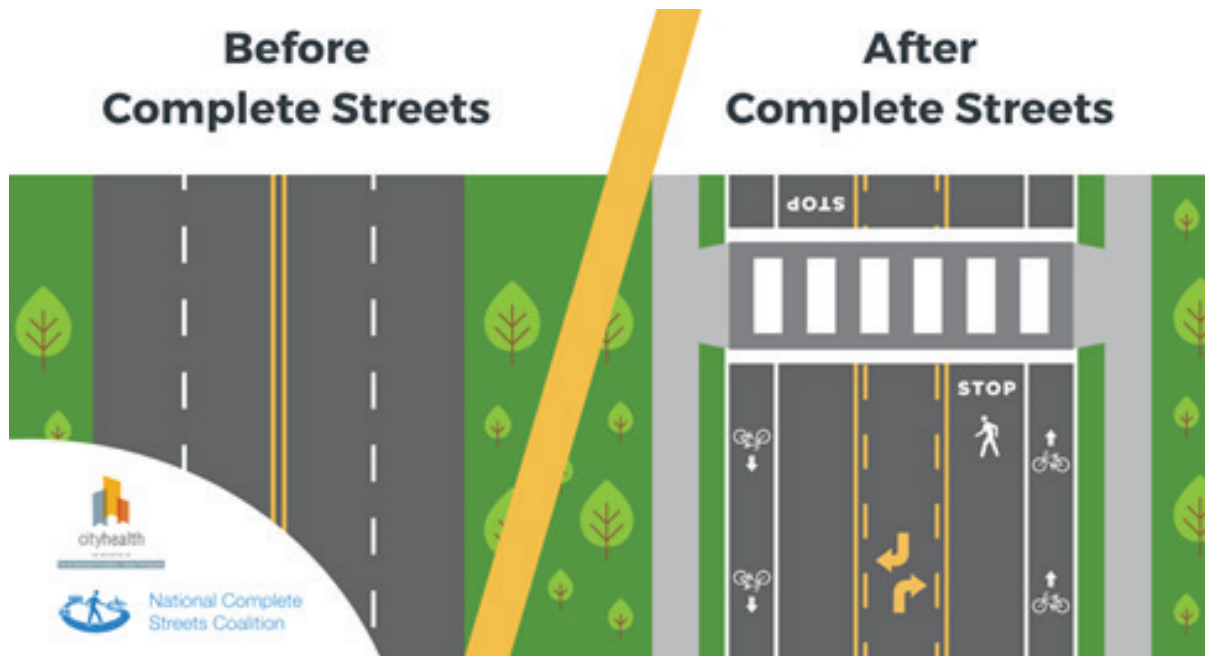 Before
Complete Streets
After
Complete Streets
STOP
STOP
cityhealth
National Complete
Streets Coalition